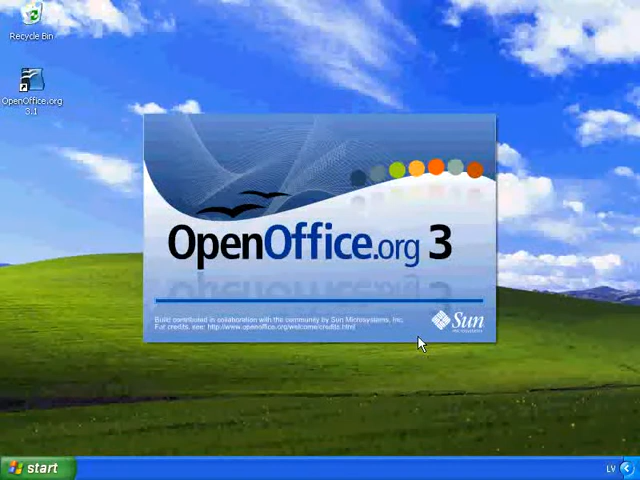 Recycle Bin
OpenOffice.org
3.1
OpenOffice.org 3
Build contributed in collaboration with the community by Sun Microsystems, Inc.
For credits, see: http://www.openoffice.org/welcome/credits.html
Sun
start
LV